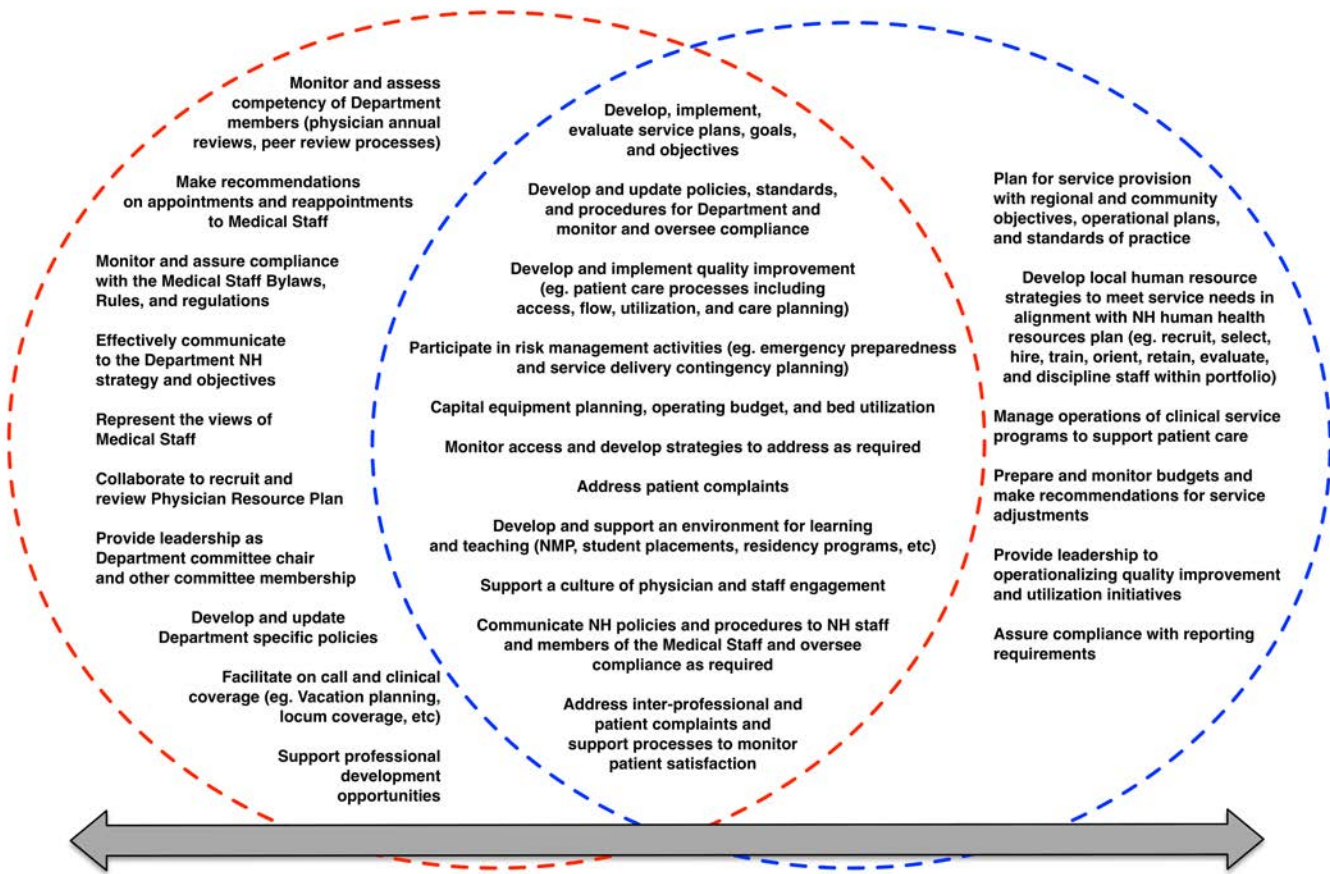 Monitor and assess
competency of Department
members (physician annual
reviews, peer review processes)
Make recommendations
on appointments and reappointments
to Medical Staff
Monitor and assure compliance
with the Medical Staff Bylaws,
Rules, and regulations
Effectively communicate
to the Department NH
strategy and objectives
Represent the views of
Medical Staff
Collaborate to recruit and
review Physician Resource Plan
Provide leadership as
Department committee chair
and other committee membership
Develop and update
Department specific policies
Facilitate on call and clinical
coverage (eg. Vacation planning,
locum coverage, etc)
Support professional
development
opportunities
Develop, implement,
evaluate service plans, goals,
and objectives
Develop and update policies, standards,
and procedures for Department and
monitor and oversee compliance
Develop and implement quality improvement
(eg. patient care processes including
access, flow, utilization, and care planning)
Participate in risk management activities (eg. emergency preparedness
and service delivery contingency planning)
Capital equipment planning, operating budget, and bed utilization
Monitor access and develop strategies to address as required
Address patient complaints
Develop and support an environment for learning
and teaching (NMP, student placements, residency programs, etc)
Support a culture of physician and staff engagement
Communicate NH policies and procedures to NH staff
and members of the Medical Staff and oversee
compliance as required
Address inter-professional and
patient complaints and
support processes to monitor
patient satisfaction
Plan for service provision
with regional and community
objectives, operational plans,
and standards of practice
Develop local human resource
strategies to meet service needs in
alignment with NH human health
resources plan (eg. recruit, select,
hire, train, orient, retain, evaluate,
and discipline staff within portfolio)
Manage operations of clinical service
programs to support patient care
Prepare and monitor budgets and
make recommendations for service
adjustments
Provide leadership to
operationalizing quality improvement
and utilization initiatives
Assure compliance with reporting
requirements